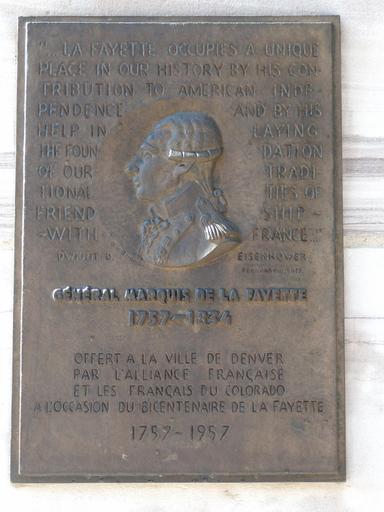 "... LA FAYETTE OCCUPIES A UNIQUE
PLACE IN OUR HISTORY BY HIS CON-
TRIBUTION TO AMERICAN INDE-
PENDENCE AND BY HIS
HELP IN LAYING
THE FOUN DATION
OF OUR TRADI
TIONAL TIES OF
FRIEND SHIP -
-WITH FRANCE..."
DWIGHT D. EISENHOWER
GÉNÉRAL MARQUIS DE LA FAYETTE
1757-1834
OFFERT A LA VILLE DE DENVER
PAR L'ALLIANCE FRANÇAISE
ET LES FRANÇAIS DU COLORADO
A L'OCCASION DU BICENTENAIRE DE LA FAYETTE
1757-1957